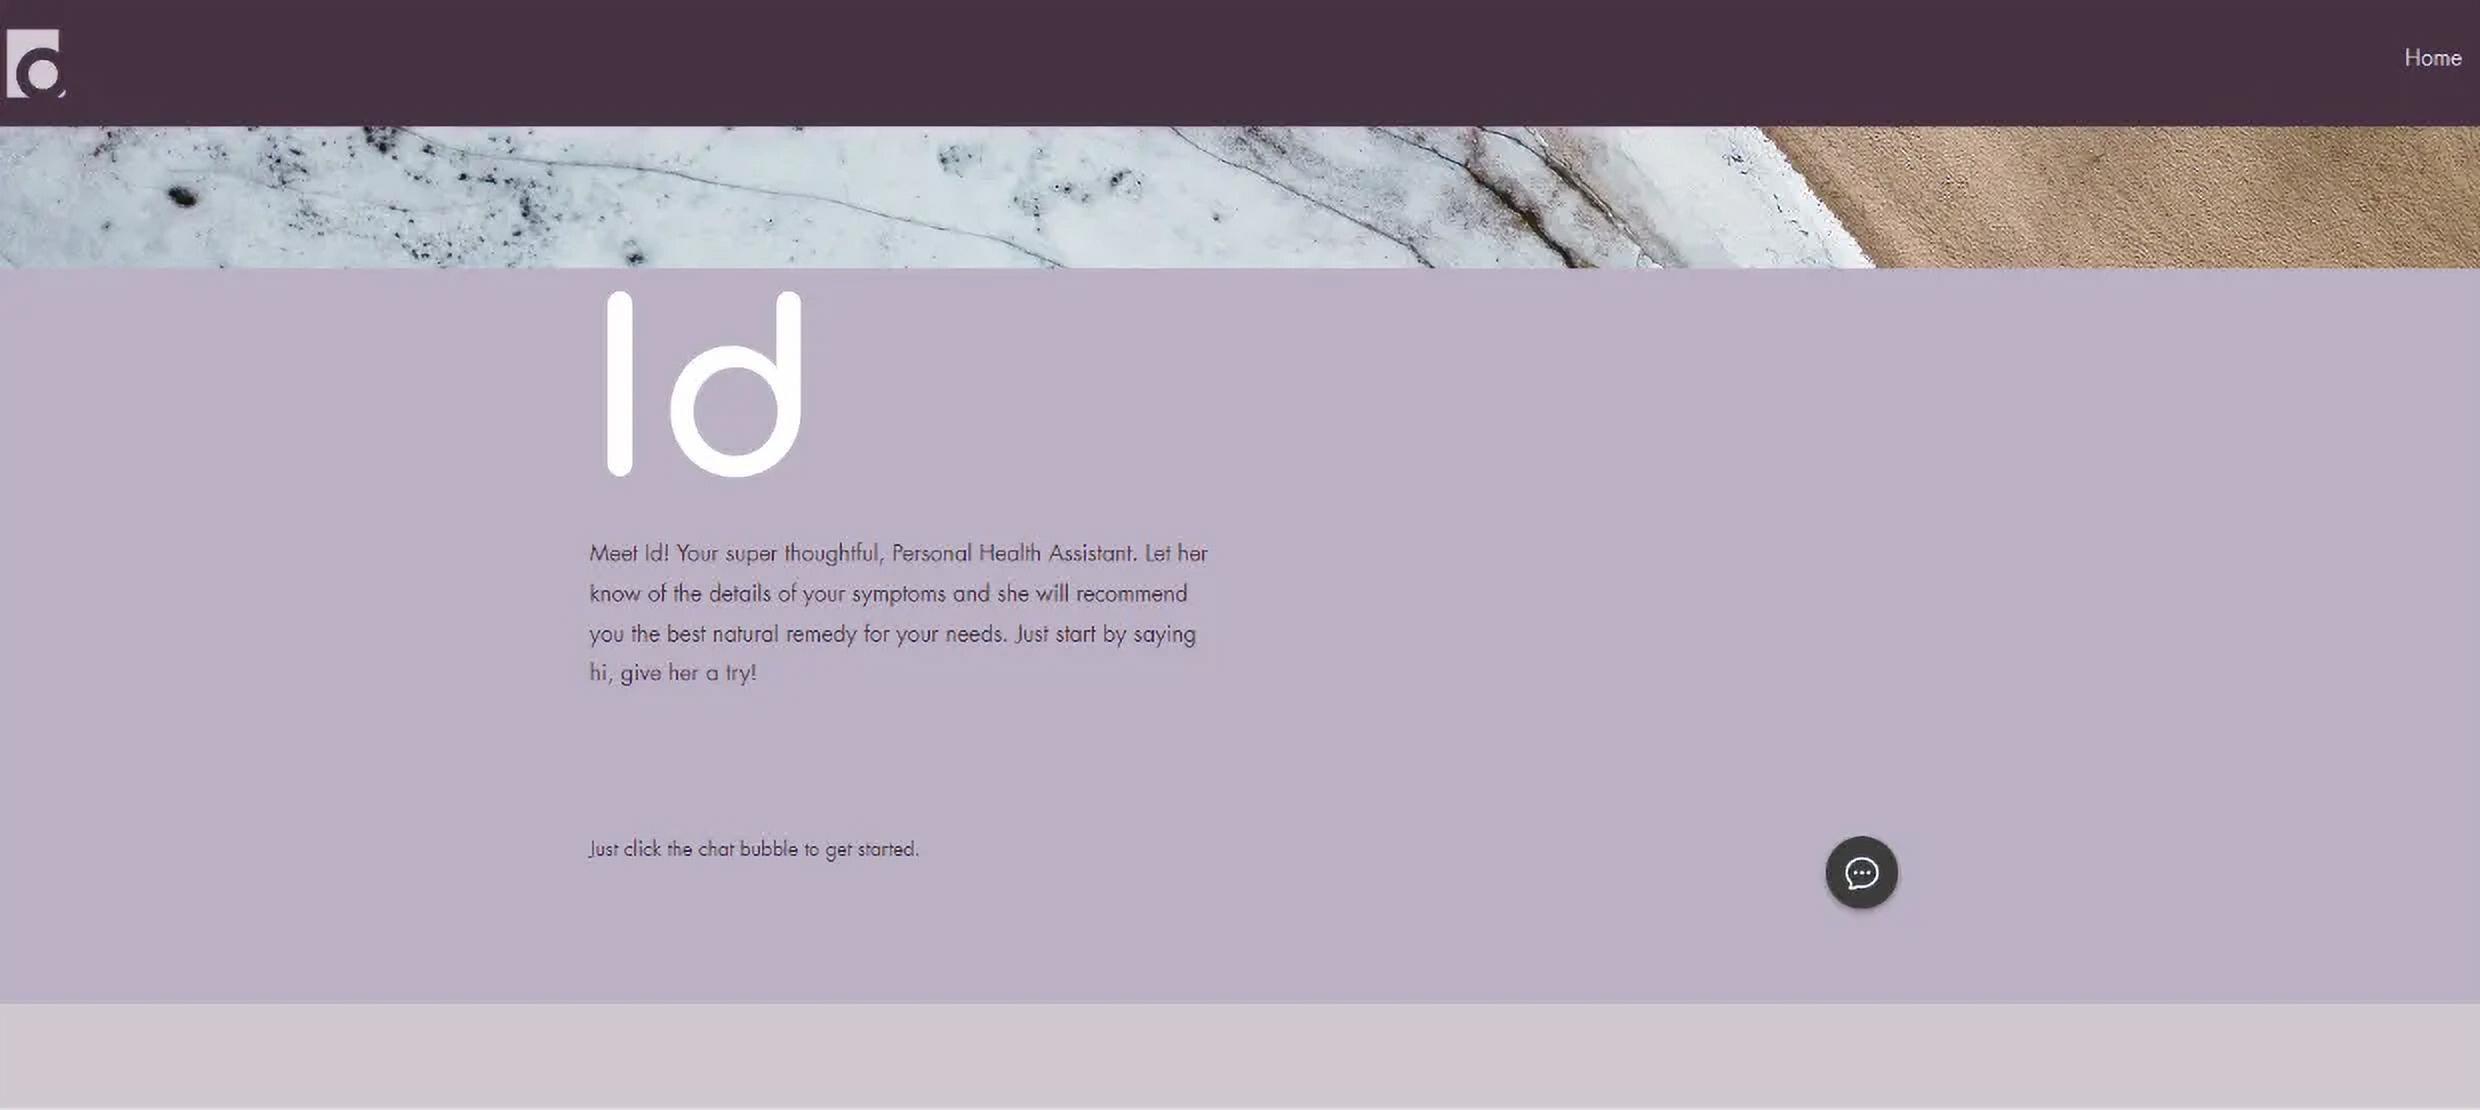 Home
Id
Meet Id! Your super thoughtful, Personal Health Assistant. Let her
know of the details of your symptoms and she will recommend
you the best natural remedy for your needs. Just start by saying
hi, give her a try!
Just click the chat bubble to get started.